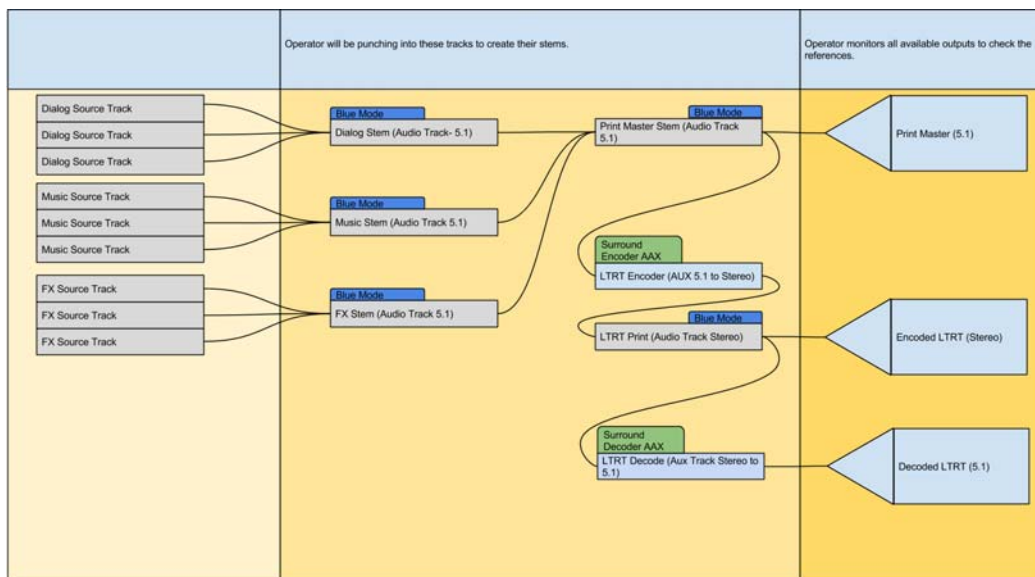 Operator will be punching into these tracks to create their stems.
Operator monitors all available outputs to check the
references.
Dialog Source Track
Dialog Source Track
Dialog Source Track
Music Source Track
Music Source Track
Music Source Track
FX Source Track
FX Source Track
FX Source Track
Blue Mode
Dialog Stem (Audio Track- 5.1)
Blue Mode
Music Stem (Audio Track 5.1)
Blue Mode
FX Stem (Audio Track 5.1)
Blue Mode
Print Master Stem (Audio Track
5.1)
Surround
Encoder AAX
LTRT Encoder (AUX 5.1 to Stereo)
Blue Mode
LTRT Print (Audio Track Stereo)
Surround
Decoder AAX
LTRT Decode (Aux Track Stereo to
5.1)
Print Master (5.1)
Encoded LTRT (Stereo)
Decoded LTRT (5.1)